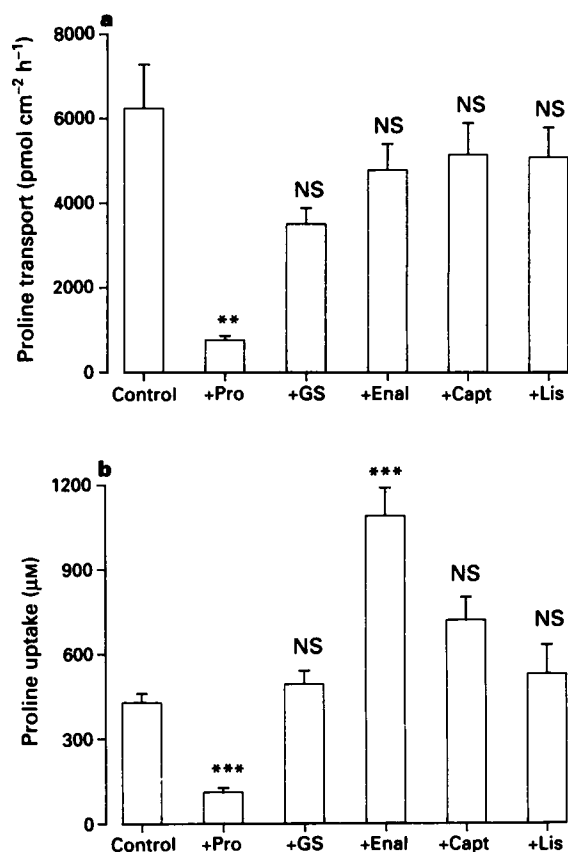 a
8000
6000
4000
2000
0
Proline transport (pmol cm⁻² h⁻¹)
**
NS
NS
NS
NS
Control +Pro +GS +Enal +Capt +Lis
b
1200
900
600
300
0
Proline uptake (μM)
***
NS
***
NS
NS
Control +Pro +GS +Enal +Capt +Lis